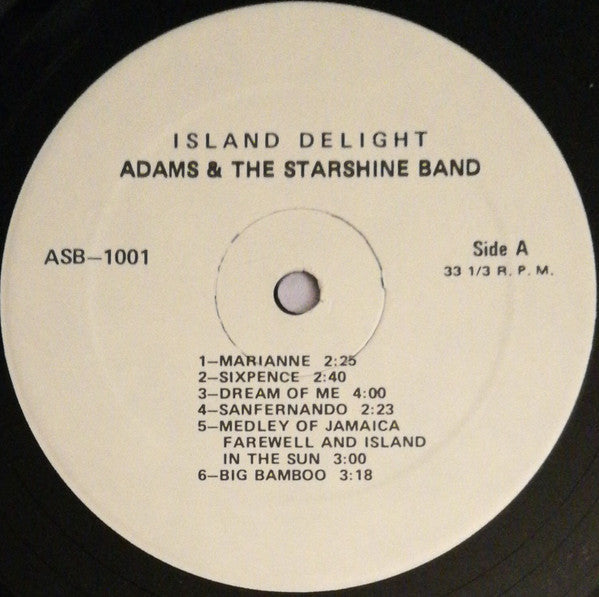 ISLAND DELIGHT
ADAMS & THE STARSHINE BAND
ASB-1001
Side A
33 1/3 R. P. M.
1-MARIANNE 2:25
2-SIXPENCE 2:40
3-DREAM OF ME 4:00
4-SANFERNANDO 2:23
5-MEDLEY OF JAMAICA
FAREWELL AND ISLAND
IN THE SUN 3:00
6-BIG BAMBOO 3:18